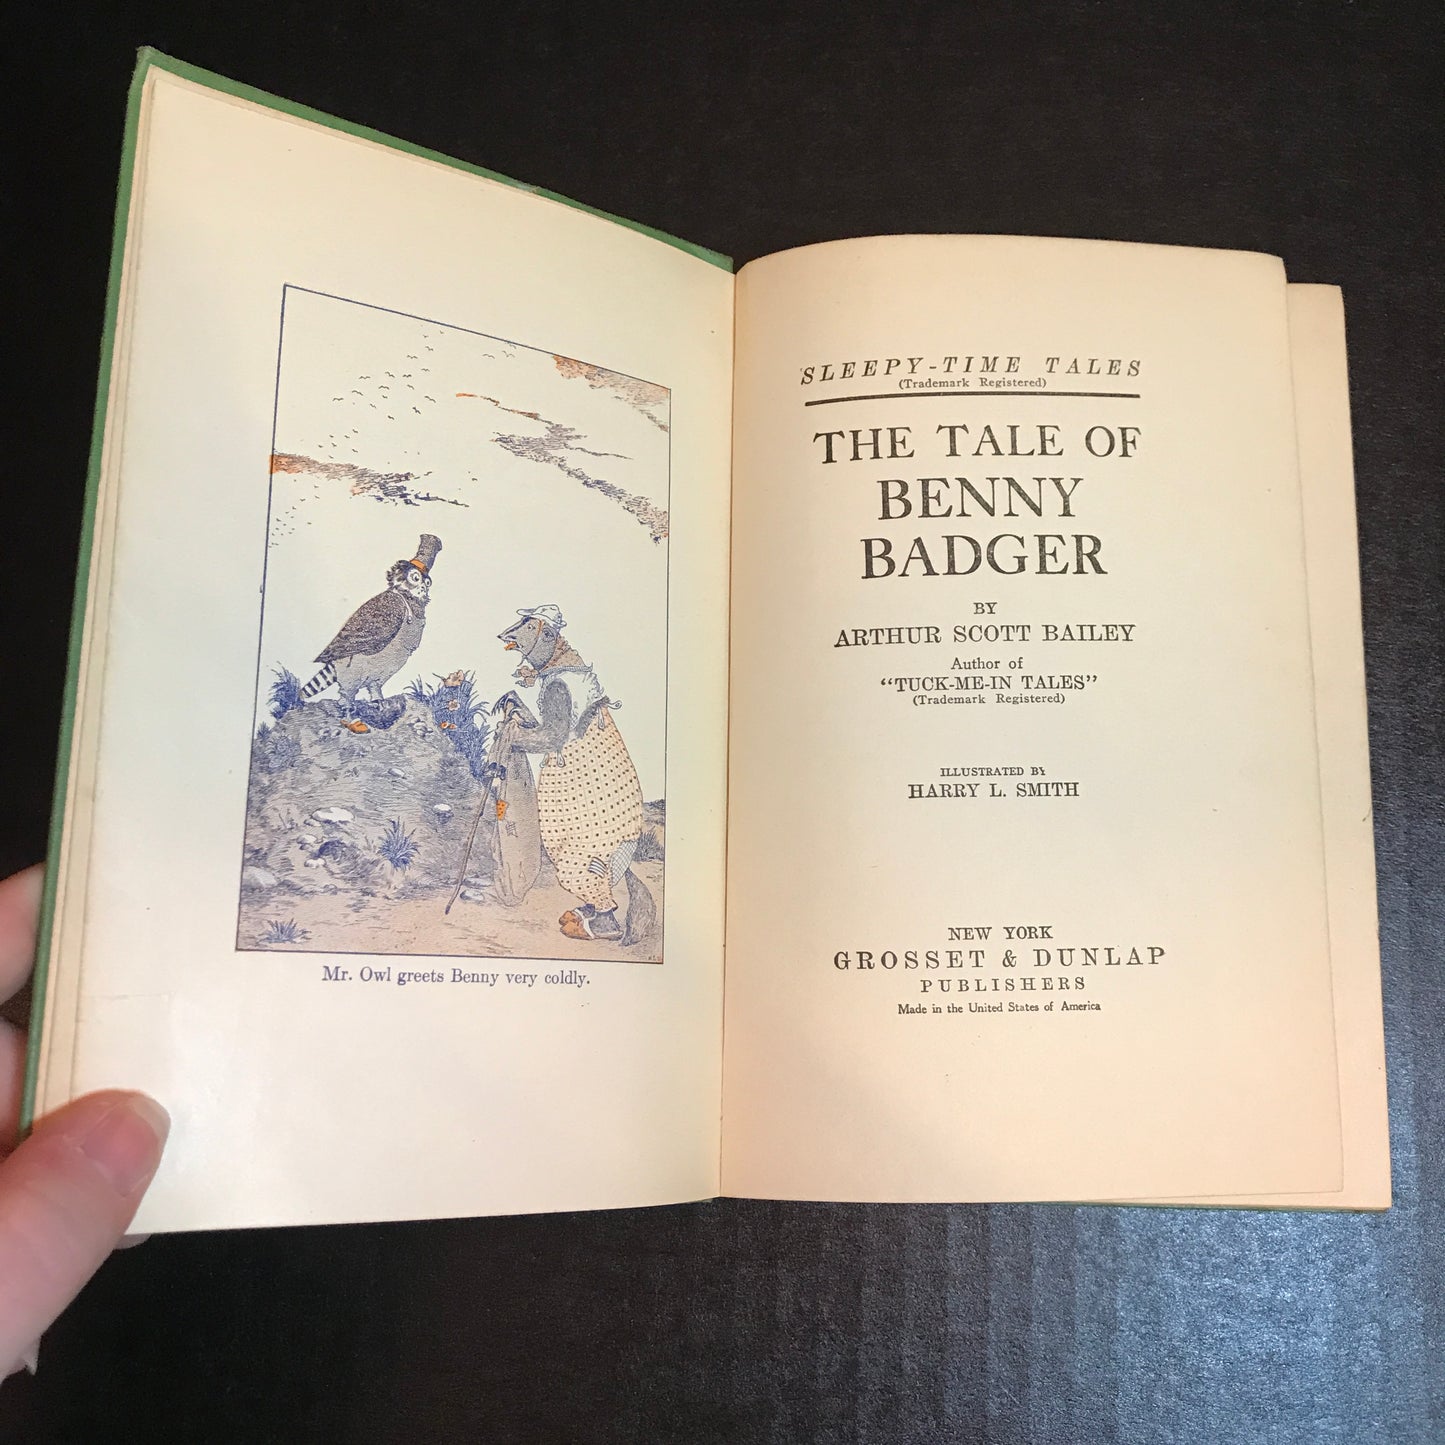 Mr. Owl greets Benny very coldly.
SLEEPY-TIME TALES
(Trademark Registered)
THE TALE OF
BENNY
BADGER
BY
ARTHUR SCOTT BAILEY
Author of
“TUCK-ME-IN TALES”
(Trademark Registered)
ILLUSTRATED BY
HARRY L. SMITH
NEW YORK
GROSSET & DUNLAP
PUBLISHERS
Made in the United States of America